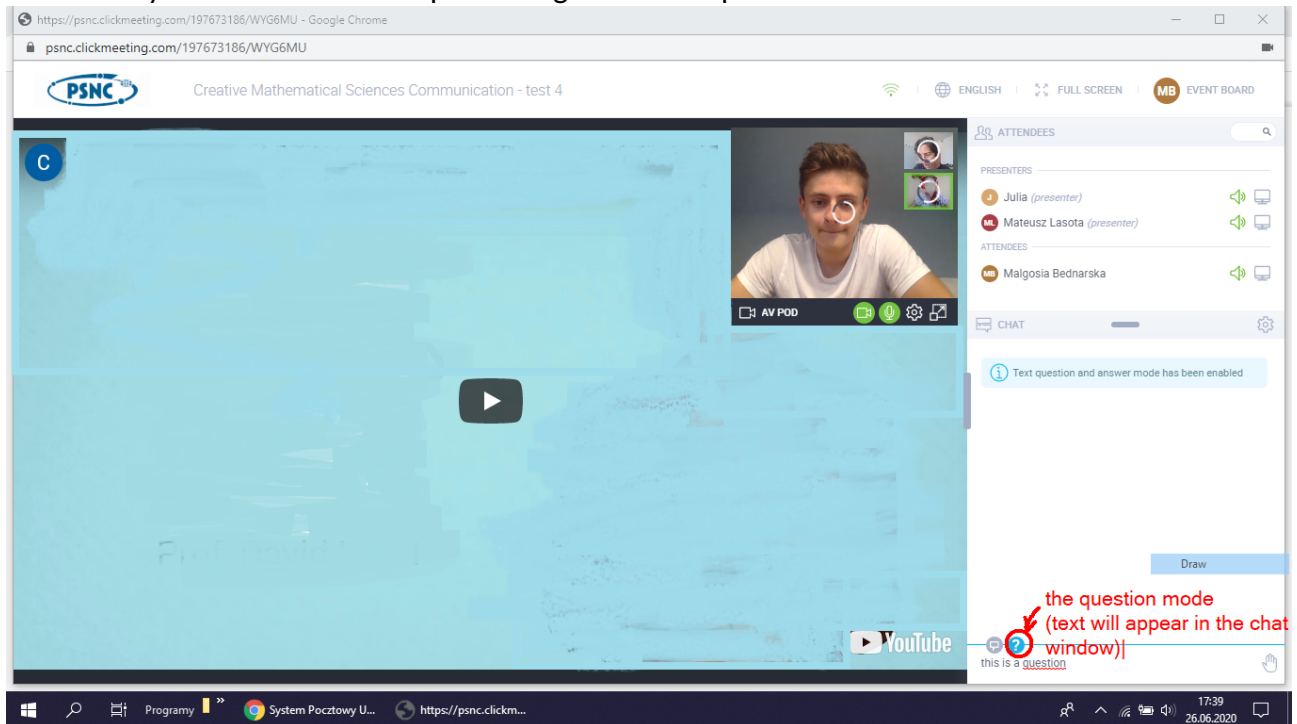 https://psnc.clickmeeting.com/197673186/WYG6MU - Google Chrome
psnc.clickmeeting.com/197673186/WYG6MU
PSNC
Creative Mathematical Sciences Communication - test 4
ENGLISH
FULL SCREEN
MB
EVENT BOARD
C
AV POD
YouTube
ATTENDEES
PRESENTERS
J Julia (presenter)
ML Mateusz Lasota (presenter)
ATTENDEES
MB Malgosia Bednarska
CHAT
Text question and answer mode has been enabled
Draw
the question mode
(text will appear in the chat
window)|
?
this is a question
Programy
System Pocztowy U...
https://psnc.clickm...
17:39
26.06.2020